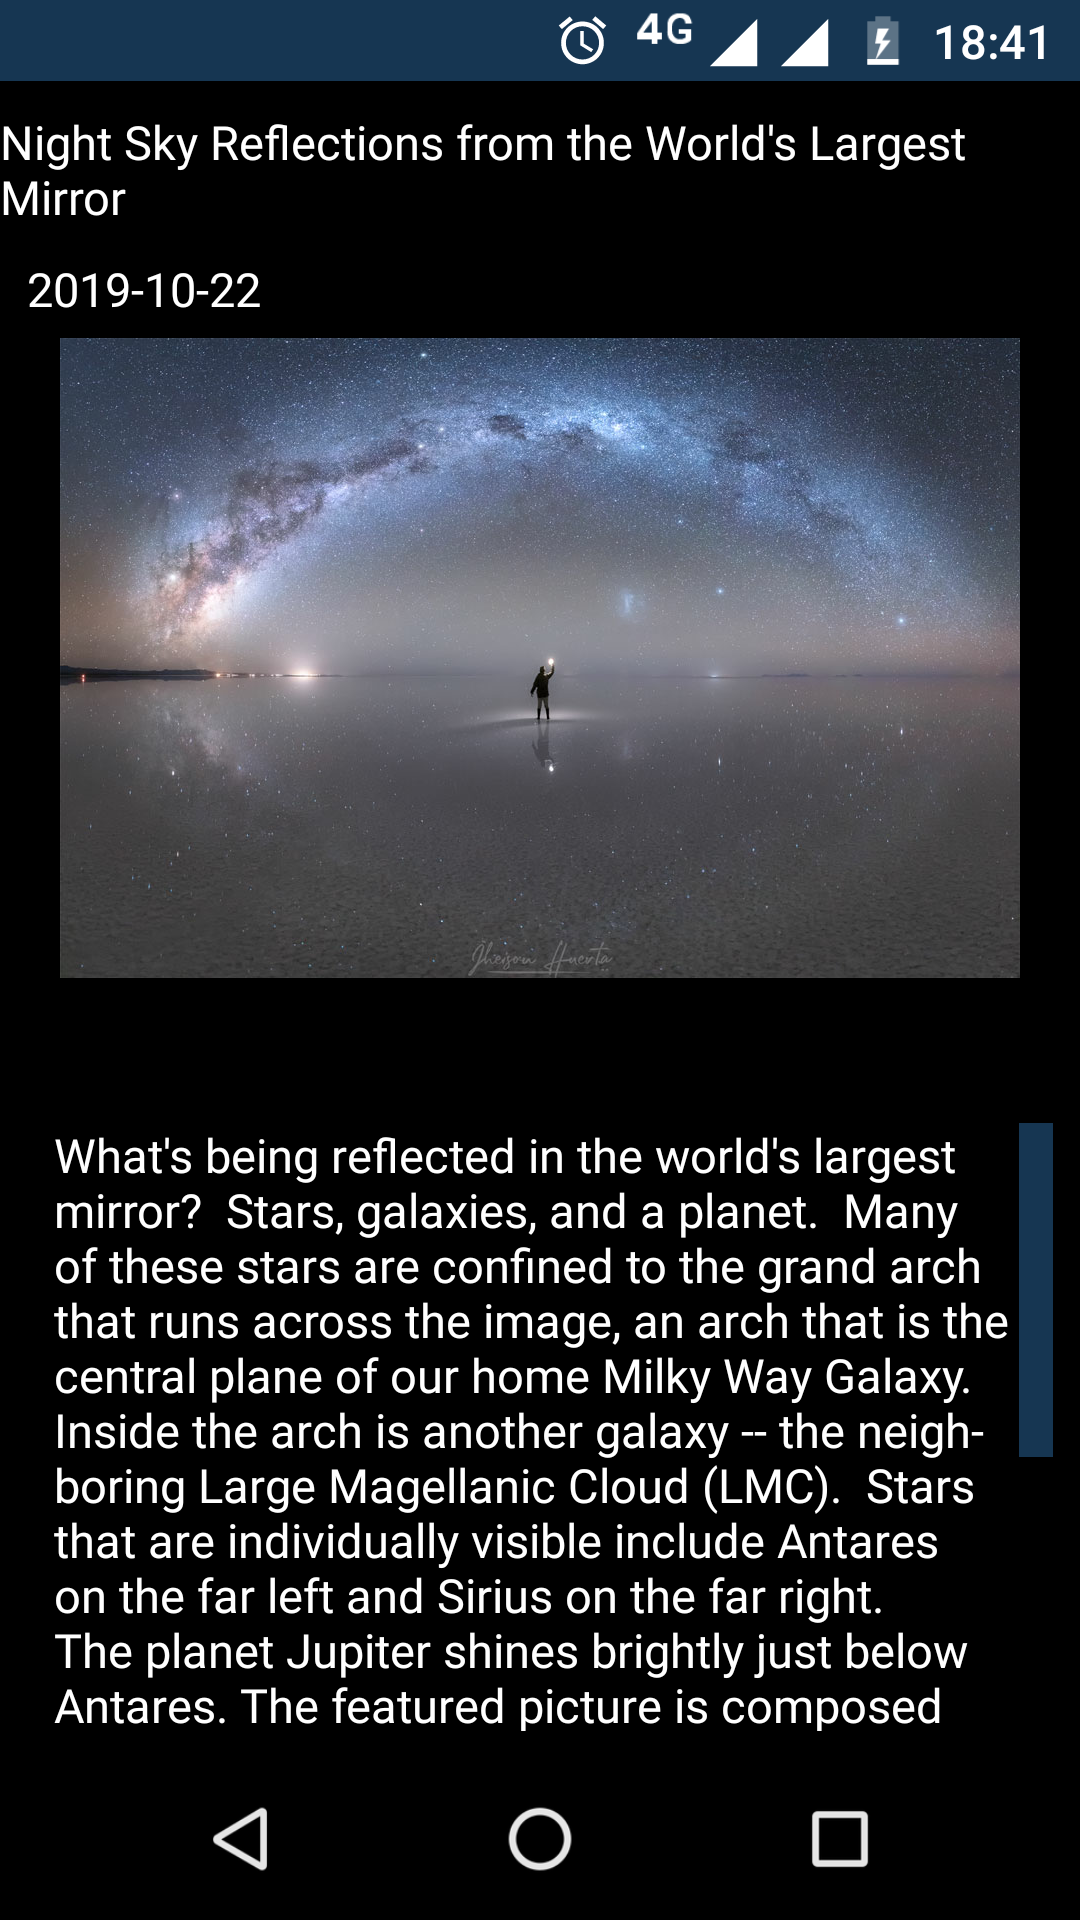 4G 18:41
Night Sky Reflections from the World's Largest
Mirror
2019-10-22
Jheison Huerta
What's being reflected in the world's largest
mirror?  Stars, galaxies, and a planet.  Many
of these stars are confined to the grand arch
that runs across the image, an arch that is the
central plane of our home Milky Way Galaxy.
Inside the arch is another galaxy -- the neigh-
boring Large Magellanic Cloud (LMC).  Stars
that are individually visible include Antares
on the far left and Sirius on the far right.
The planet Jupiter shines brightly just below
Antares. The featured picture is composed